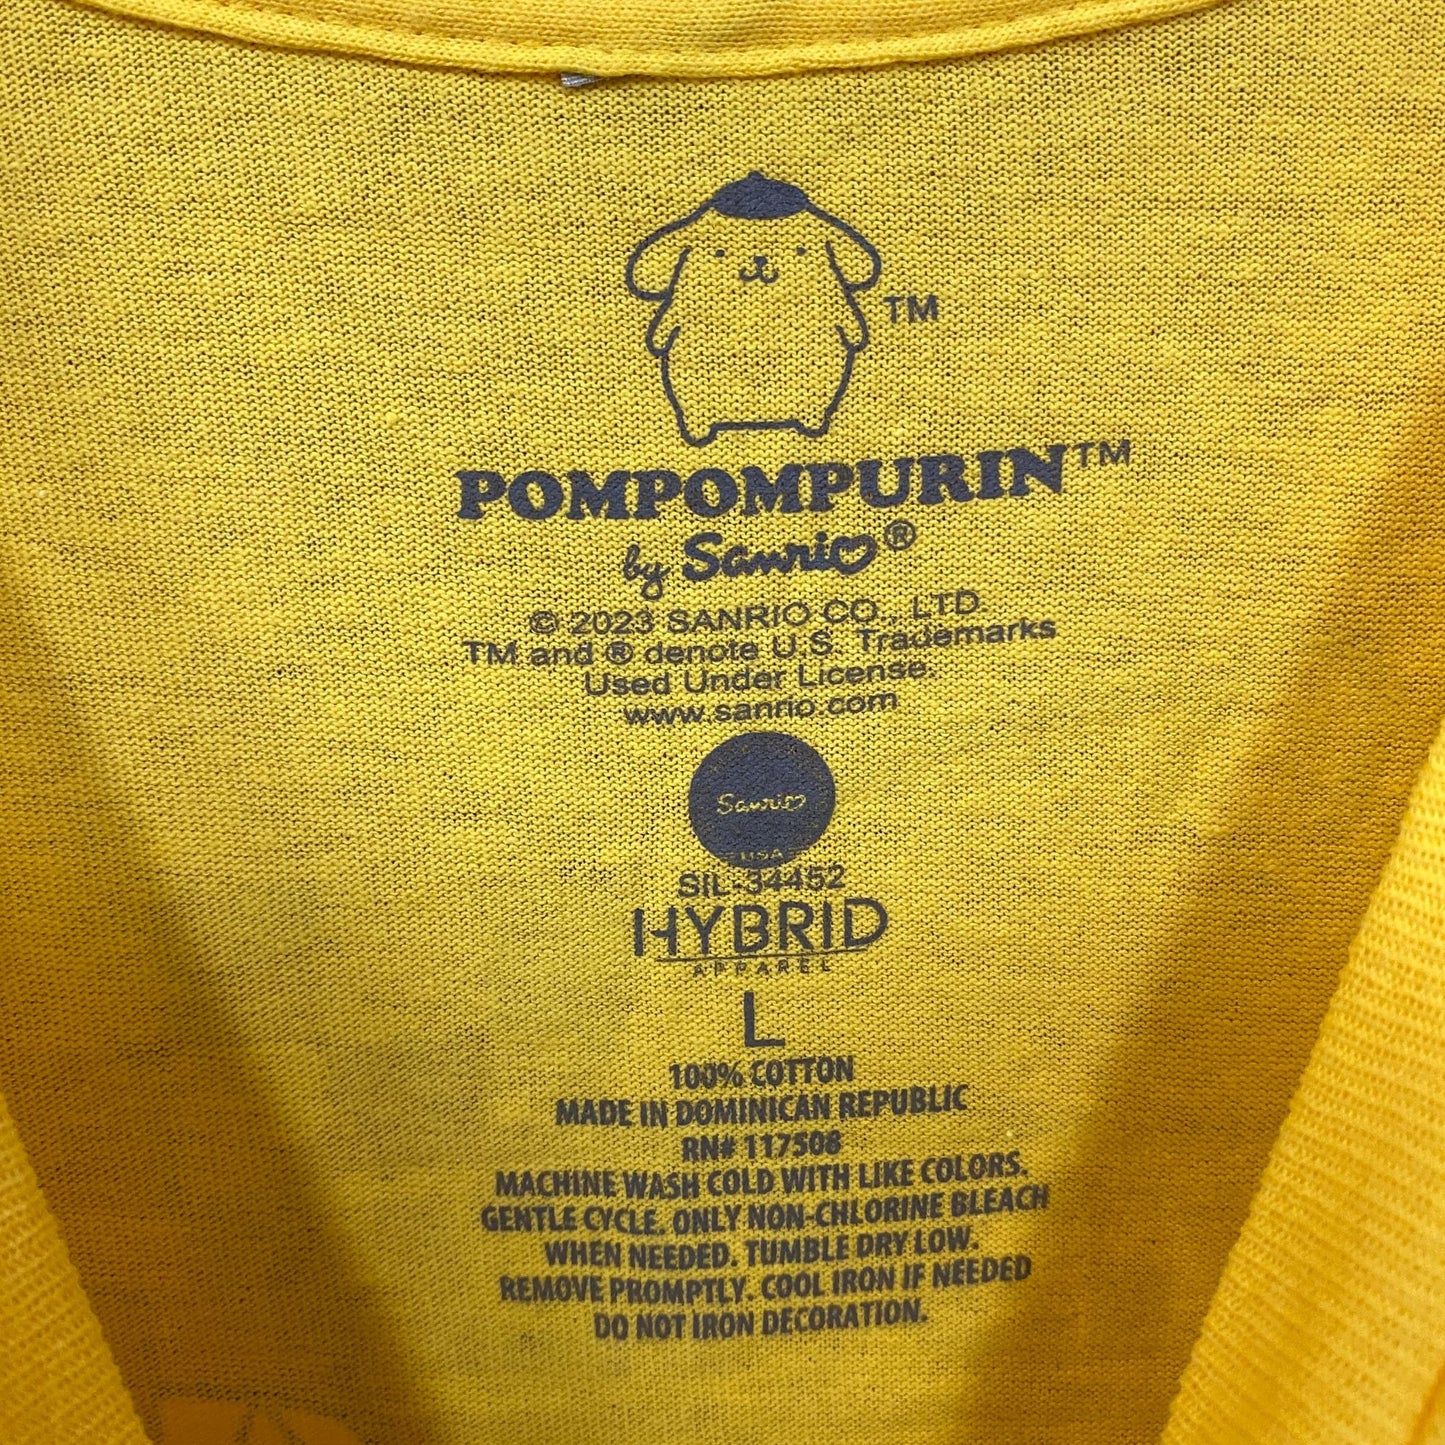 TM
POMPOMPURIN™
by Sanrio®
© 2023 SANRIO CO., LTD.
TM and ® denote U.S. Trademarks
Used Under License.
www.sanrio.com
Sanrio
USA
SIL-34452
HYBRID
APPAREL
L
100% COTTON
MADE IN DOMINICAN REPUBLIC
RN# 117508
MACHINE WASH COLD WITH LIKE COLORS.
GENTLE CYCLE. ONLY NON-CHLORINE BLEACH
WHEN NEEDED. TUMBLE DRY LOW.
REMOVE PROMPTLY. COOL IRON IF NEEDED
DO NOT IRON DECORATION.